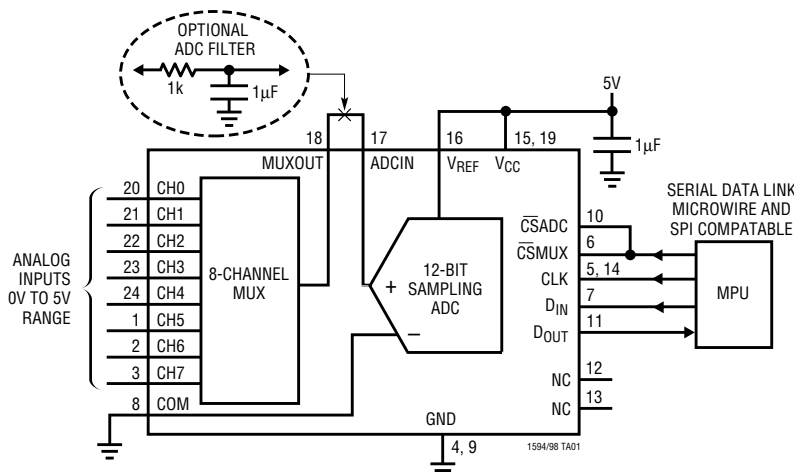 OPTIONAL
ADC FILTER
1k
1µF
5V
1µF
18
17
16
15, 19
MUXOUT
ADCIN
VREF
VCC
ANALOG
INPUTS
0V TO 5V
RANGE
20 CH0
21 CH1
22 CH2
23 CH3
24 CH4
1 CH5
2 CH6
3 CH7
8 COM
8-CHANNEL
MUX
+
12-BIT
SAMPLING
ADC
–
CSADC
10
CSMUX
6
CLK
5, 14
DIN
7
DOUT
11
NC
12
NC
13
GND
4, 9
SERIAL DATA LINK
MICROWIRE AND
SPI COMPATABLE
MPU
1594/98 TA01